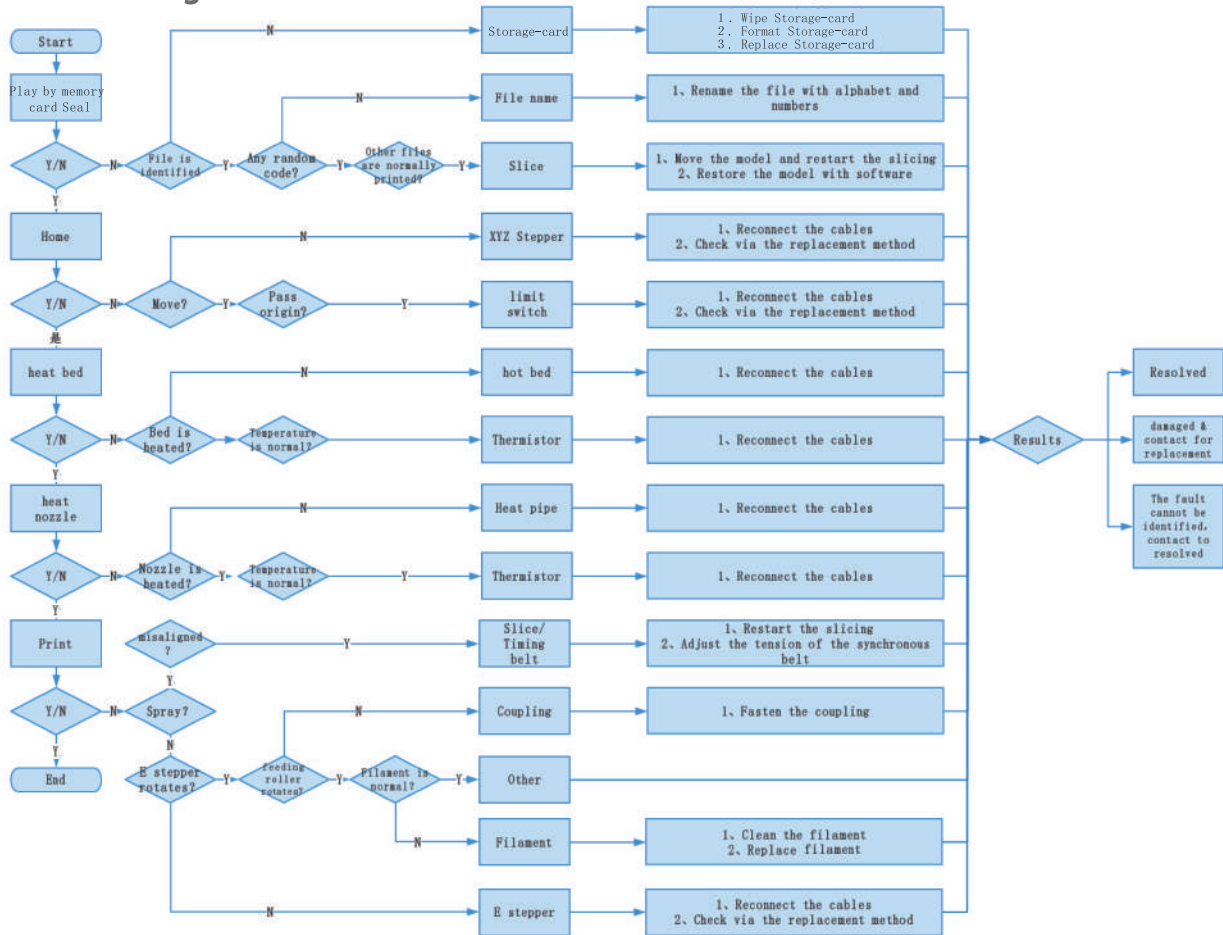 Start
N
Storage-card
1. Wipe Storage-card
2. Format Storage-card
3. Replace Storage-card
Play by memory
card Seal
N
File name
1、Rename the file with alphabet and
numbers
Y/N
N
File is
identified
Y
Any random
code?
Y
Other files
are normally
printed?
Y
Slice
1、Move the model and restart the slicing
2、Restore the model with software
Y
Home
N
XYZ Stepper
1、Reconnect the cables
2、Check via the replacement method
Y/N
N
Move?
Y
Pass
origin?
Y
limit
switch
1、Reconnect the cables
2、Check via the replacement method
是
heat bed
N
hot bed
1、Reconnect the cables
Resolved
Y/N
N
Bed is
heated?
Temperature
is normal?
Thermistor
1、Reconnect the cables
Results
damaged &
contact for
replacement
Y
heat
nozzle
N
Heat pipe
1、Reconnect the cables
The fault
cannot be
identified,
contact to
resolved
Y/N
N
Nozzle is
heated?
Y
Temperature
is normal?
Y
Thermistor
1、Reconnect the cables
Y
Print
misaligned
?
Y
Slice/
Timing
belt
1、Restart the slicing
2、Adjust the tension of the synchronous
belt
Y
Y/N
N
Spray?
N
Coupling
1、Fasten the coupling
Y
N
End
E stepper
rotates?
Y
feeding
roller
rotates?
Y
Filament is
normal?
Y
Other
N
Filament
1、Clean the filament
2、Replace filament
N
E stepper
1、Reconnect the cables
2、Check via the replacement method